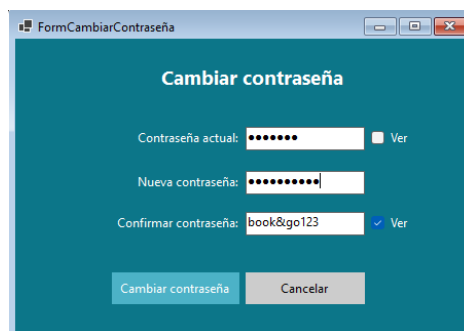 FormCambiarContraseña
Cambiar contraseña
Contraseña actual: ●●●●●●● Ver
Nueva contraseña: ●●●●●●●●●●
Confirmar contraseña: book&go123 Ver
Cambiar contraseña Cancelar